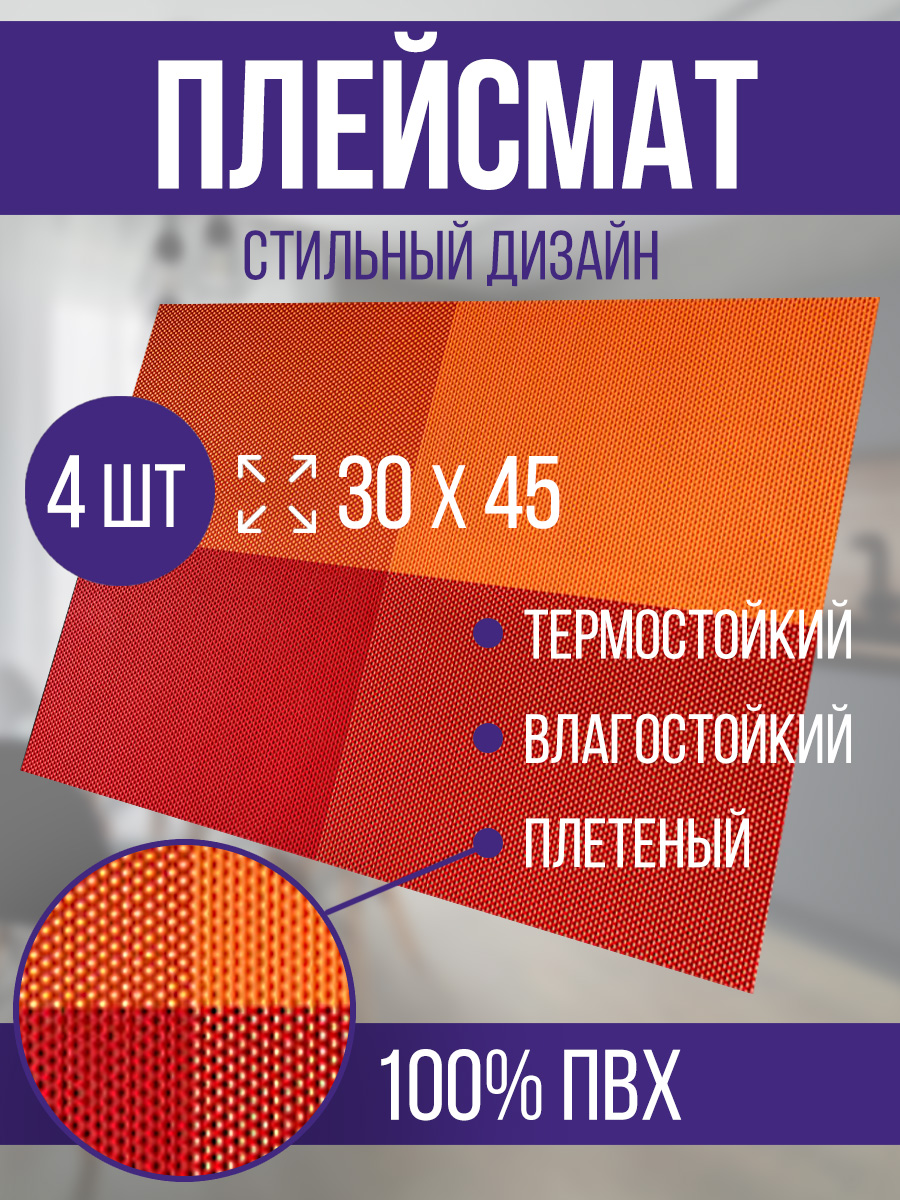 ПЛЕЙСМАТ
СТИЛЬНЫЙ ДИЗАЙН
4 ШТ
30 X 45
ТЕРМОСТОЙКИЙ
ВЛАГОСТОЙКИЙ
ПЛЕТЕНЫЙ
100% ПВХ